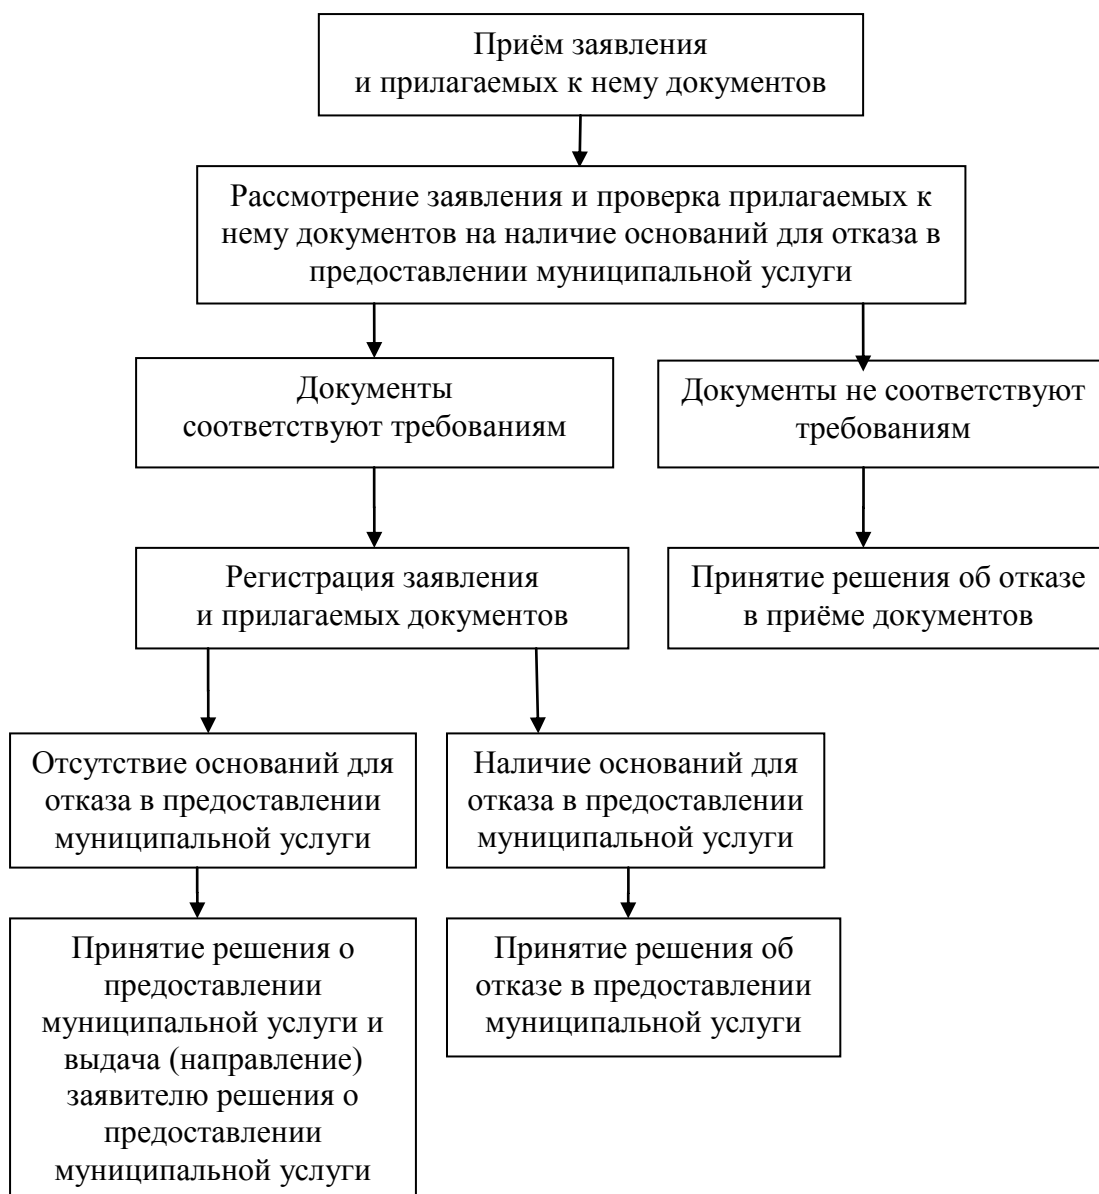 Приём заявления
и прилагаемых к нему документов
Рассмотрение заявления и проверка прилагаемых к
нему документов на наличие оснований для отказа в
предоставлении муниципальной услуги
Документы
соответствуют требованиям
Документы не соответствуют
требованиям
Регистрация заявления
и прилагаемых документов
Принятие решения об отказе
в приёме документов
Отсутствие оснований для
отказа в предоставлении
муниципальной услуги
Наличие оснований для
отказа в предоставлении
муниципальной услуги
Принятие решения о
предоставлении
муниципальной услуги и
выдача (направление)
заявителю решения о
предоставлении
муниципальной услуги
Принятие решения об
отказе в предоставлении
муниципальной услуги